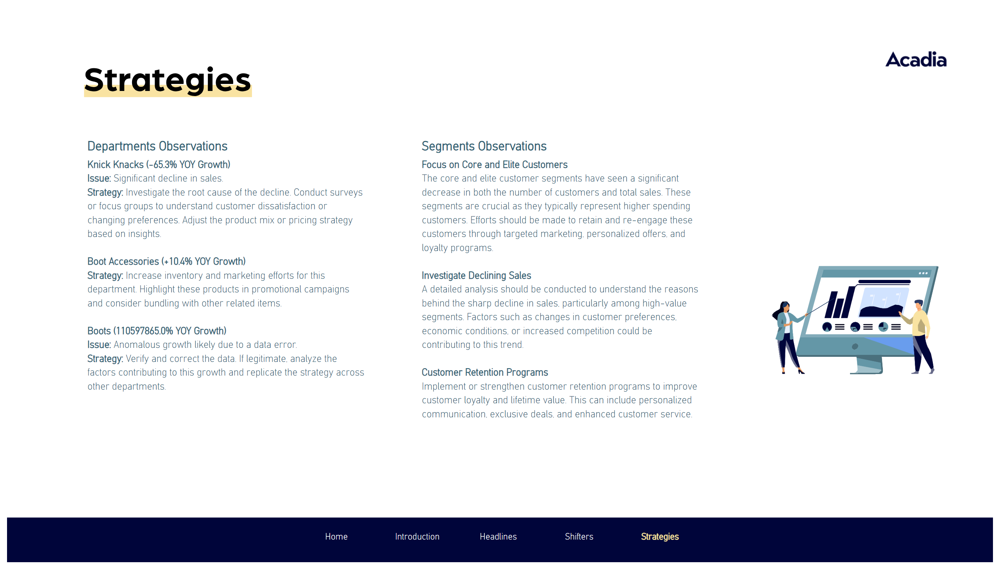 Acadia
Strategies
Departments Observations
Knick Knacks (-65.3% YOY Growth)
Issue: Significant decline in sales.
Strategy: Investigate the root cause of the decline. Conduct surveys
or focus groups to understand customer dissatisfaction or
changing preferences. Adjust the product mix or pricing strategy
based on insights.
Boot Accessories (+10.4% YOY Growth)
Strategy: Increase inventory and marketing efforts for this
department. Highlight these products in promotional campaigns
and consider bundling with other related items.
Boots (110597865.0% YOY Growth)
Issue: Anomalous growth likely due to a data error.
Strategy: Verify and correct the data. If legitimate, analyze the
factors contributing to this growth and replicate the strategy across
other departments.
Segments Observations
Focus on Core and Elite Customers
The core and elite customer segments have seen a significant
decrease in both the number of customers and total sales. These
segments are crucial as they typically represent higher spending
customers. Efforts should be made to retain and re-engage these
customers through targeted marketing, personalized offers, and
loyalty programs.
Investigate Declining Sales
A detailed analysis should be conducted to understand the reasons
behind the sharp decline in sales, particularly among high-value
segments. Factors such as changes in customer preferences,
economic conditions, or increased competition could be
contributing to this trend.
Customer Retention Programs
Implement or strengthen customer retention programs to improve
customer loyalty and lifetime value. This can include personalized
communication, exclusive deals, and enhanced customer service.
Home
Introduction
Headlines
Shifters
Strategies